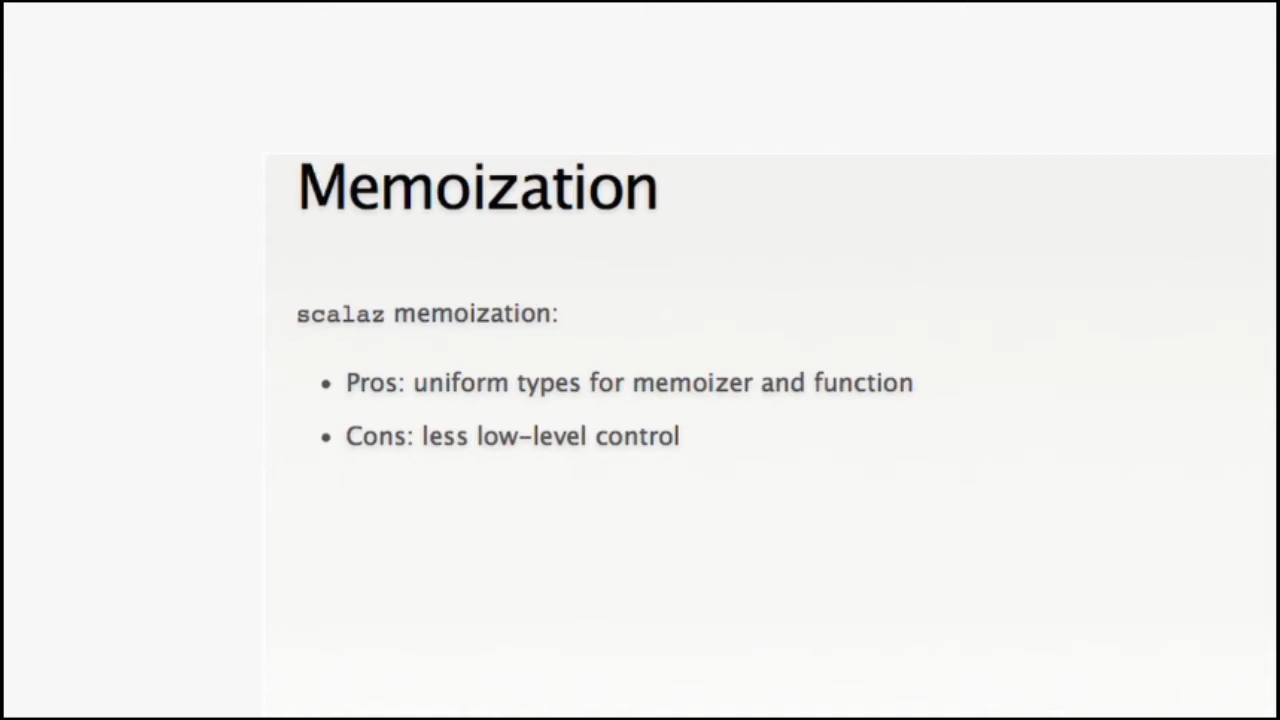 Memoization
scalaz memoization:
• Pros: uniform types for memoizer and function
• Cons: less low-level control